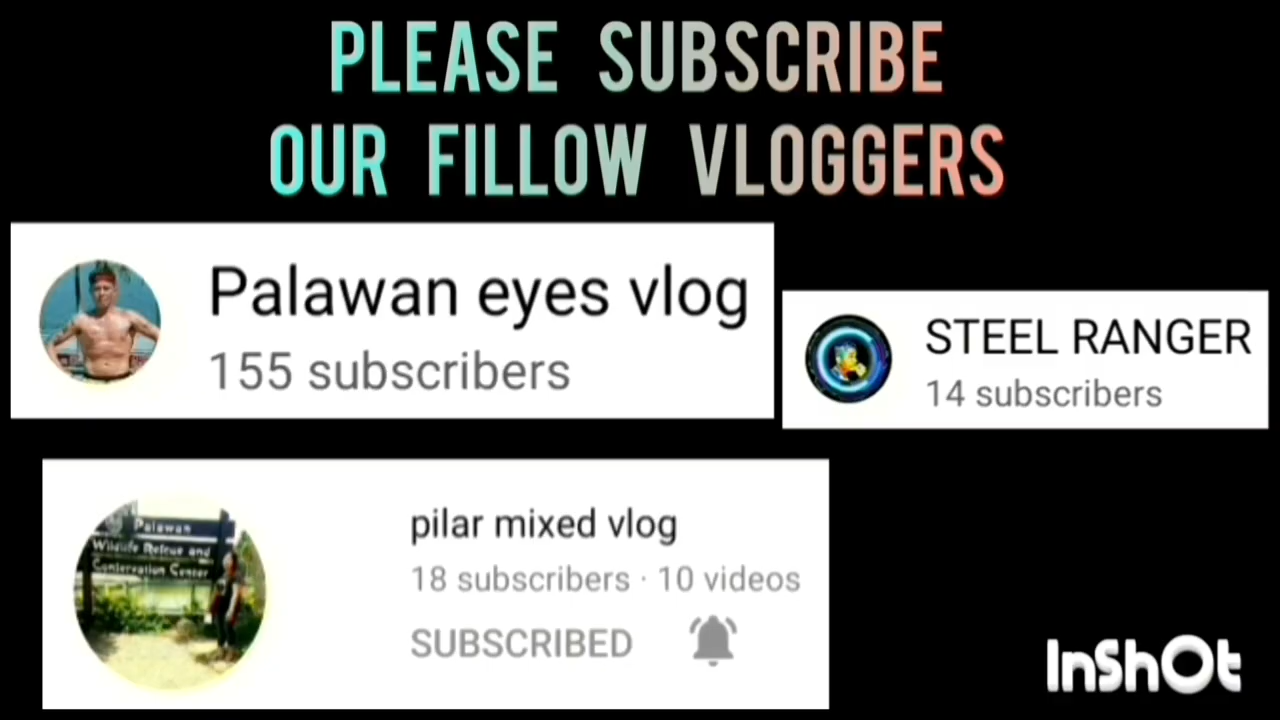 PLEASE SUBSCRIBE
OUR FILLOW VLOGGERS
Palawan eyes vlog
155 subscribers
STEEL RANGER
14 subscribers
Palawan
Wildlife Rescue and
Conservation Center
pilar mixed vlog
18 subscribers · 10 videos
SUBSCRIBED
InShOt